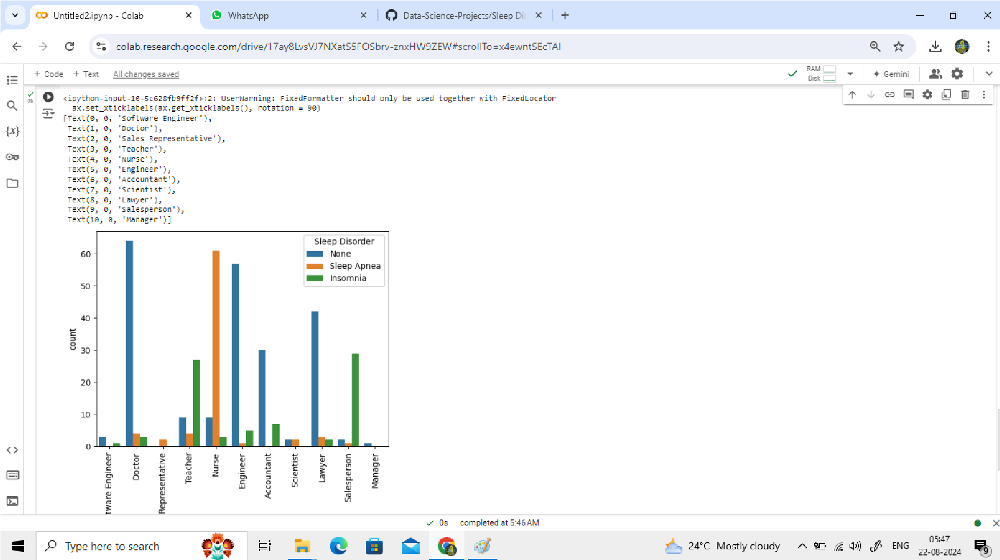 Untitled2.ipynb - Colab
WhatsApp
Data-Science-Projects/Sleep Di
colab.research.google.com/drive/17ay8LvsVJ7NXatS5FOSbrv-znxHW9ZEW#scrollTo=x4ewntSEcTAl
+ Code + Text All changes saved
RAM
Disk
Gemini
0s
<ipython-input-10-5c628fb9ff2f>:2: UserWarning: FixedFormatter should only be used together with FixedLocator
ax.set_xticklabels(ax.get_xticklabels(), rotation = 90)
[Text(0, 0, 'Software Engineer'),
Text(1, 0, 'Doctor'),
Text(2, 0, 'Sales Representative'),
Text(3, 0, 'Teacher'),
Text(4, 0, 'Nurse'),
Text(5, 0, 'Engineer'),
Text(6, 0, 'Accountant'),
Text(7, 0, 'Scientist'),
Text(8, 0, 'Lawyer'),
Text(9, 0, 'Salesperson'),
Text(10, 0, 'Manager')]
{x}
Sleep Disorder
None
Sleep Apnea
Insomnia
60
50
40
30
20
10
0
count
tware Engineer
Doctor
Representative
Teacher
Nurse
Engineer
Accountant
Scientist
Lawyer
Salesperson
Manager
0s completed at 5:46 AM
Type here to search
24°C Mostly cloudy
ENG
05:47
22-08-2024
9